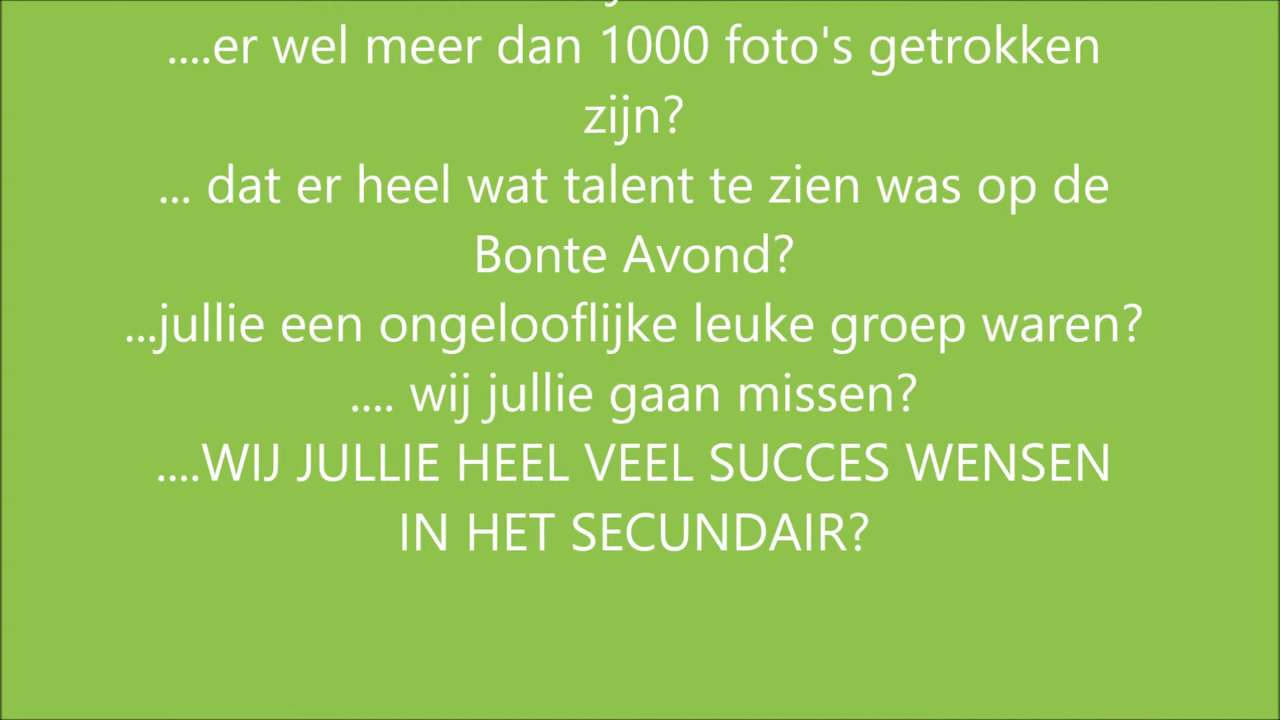 ....er wel meer dan 1000 foto's getrokken
zijn?
... dat er heel wat talent te zien was op de
Bonte Avond?
...jullie een ongelooflijke leuke groep waren?
.... wij jullie gaan missen?
....WIJ JULLIE HEEL VEEL SUCCES WENSEN
IN HET SECUNDAIR?